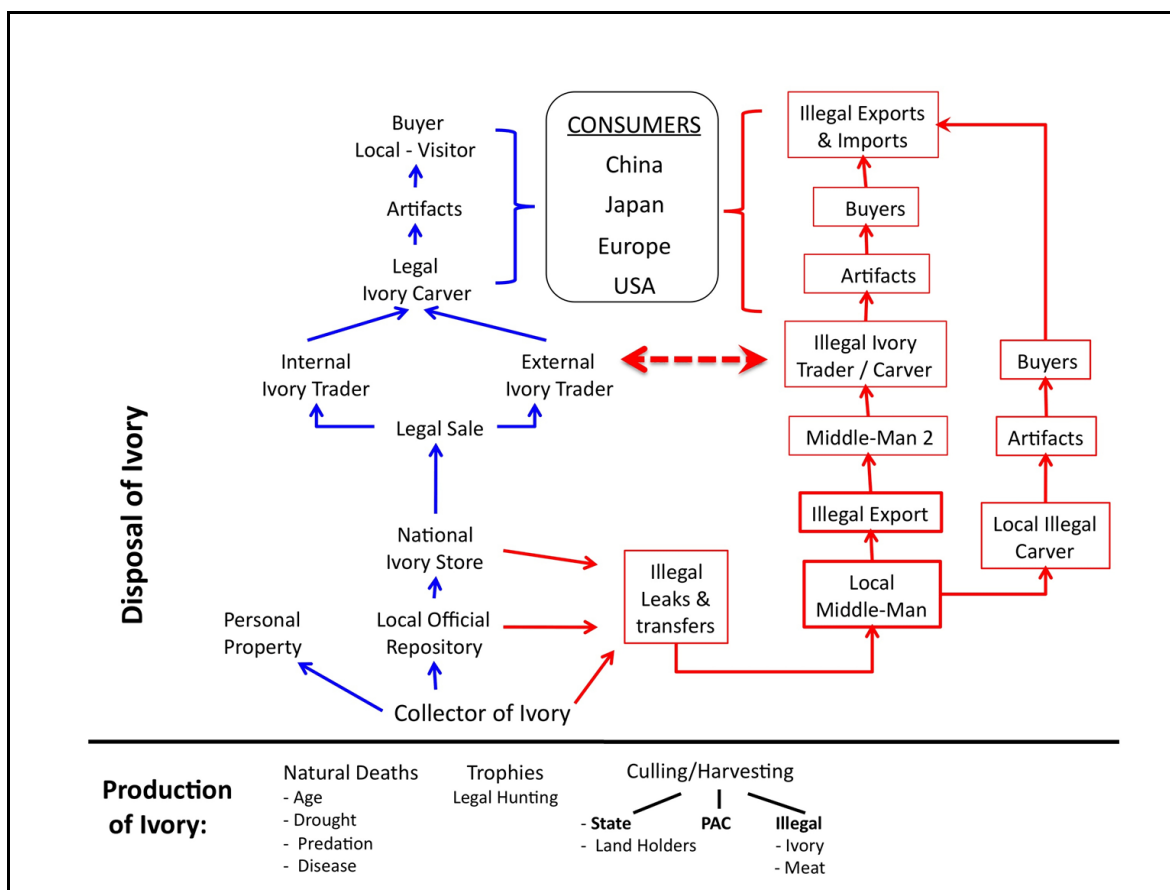 Buyer
Local - Visitor
Artifacts
Legal
Ivory Carver
Internal
Ivory Trader
External
Ivory Trader
Legal Sale
National
Ivory Store
Local Official
Repository
Personal
Property
Collector of Ivory
CONSUMERS
China
Japan
Europe
USA
Illegal Exports
& Imports
Buyers
Artifacts
Illegal Ivory
Trader / Carver
Middle-Man 2
Illegal Export
Local
Middle-Man
Illegal
Leaks &
transfers
Buyers
Artifacts
Local Illegal
Carver
Disposal of Ivory
Production
of Ivory:
Natural Deaths
- Age
- Drought
- Predation
- Disease
Trophies
Legal Hunting
Culling/Harvesting
- State
- Land Holders
PAC
Illegal
- Ivory
- Meat